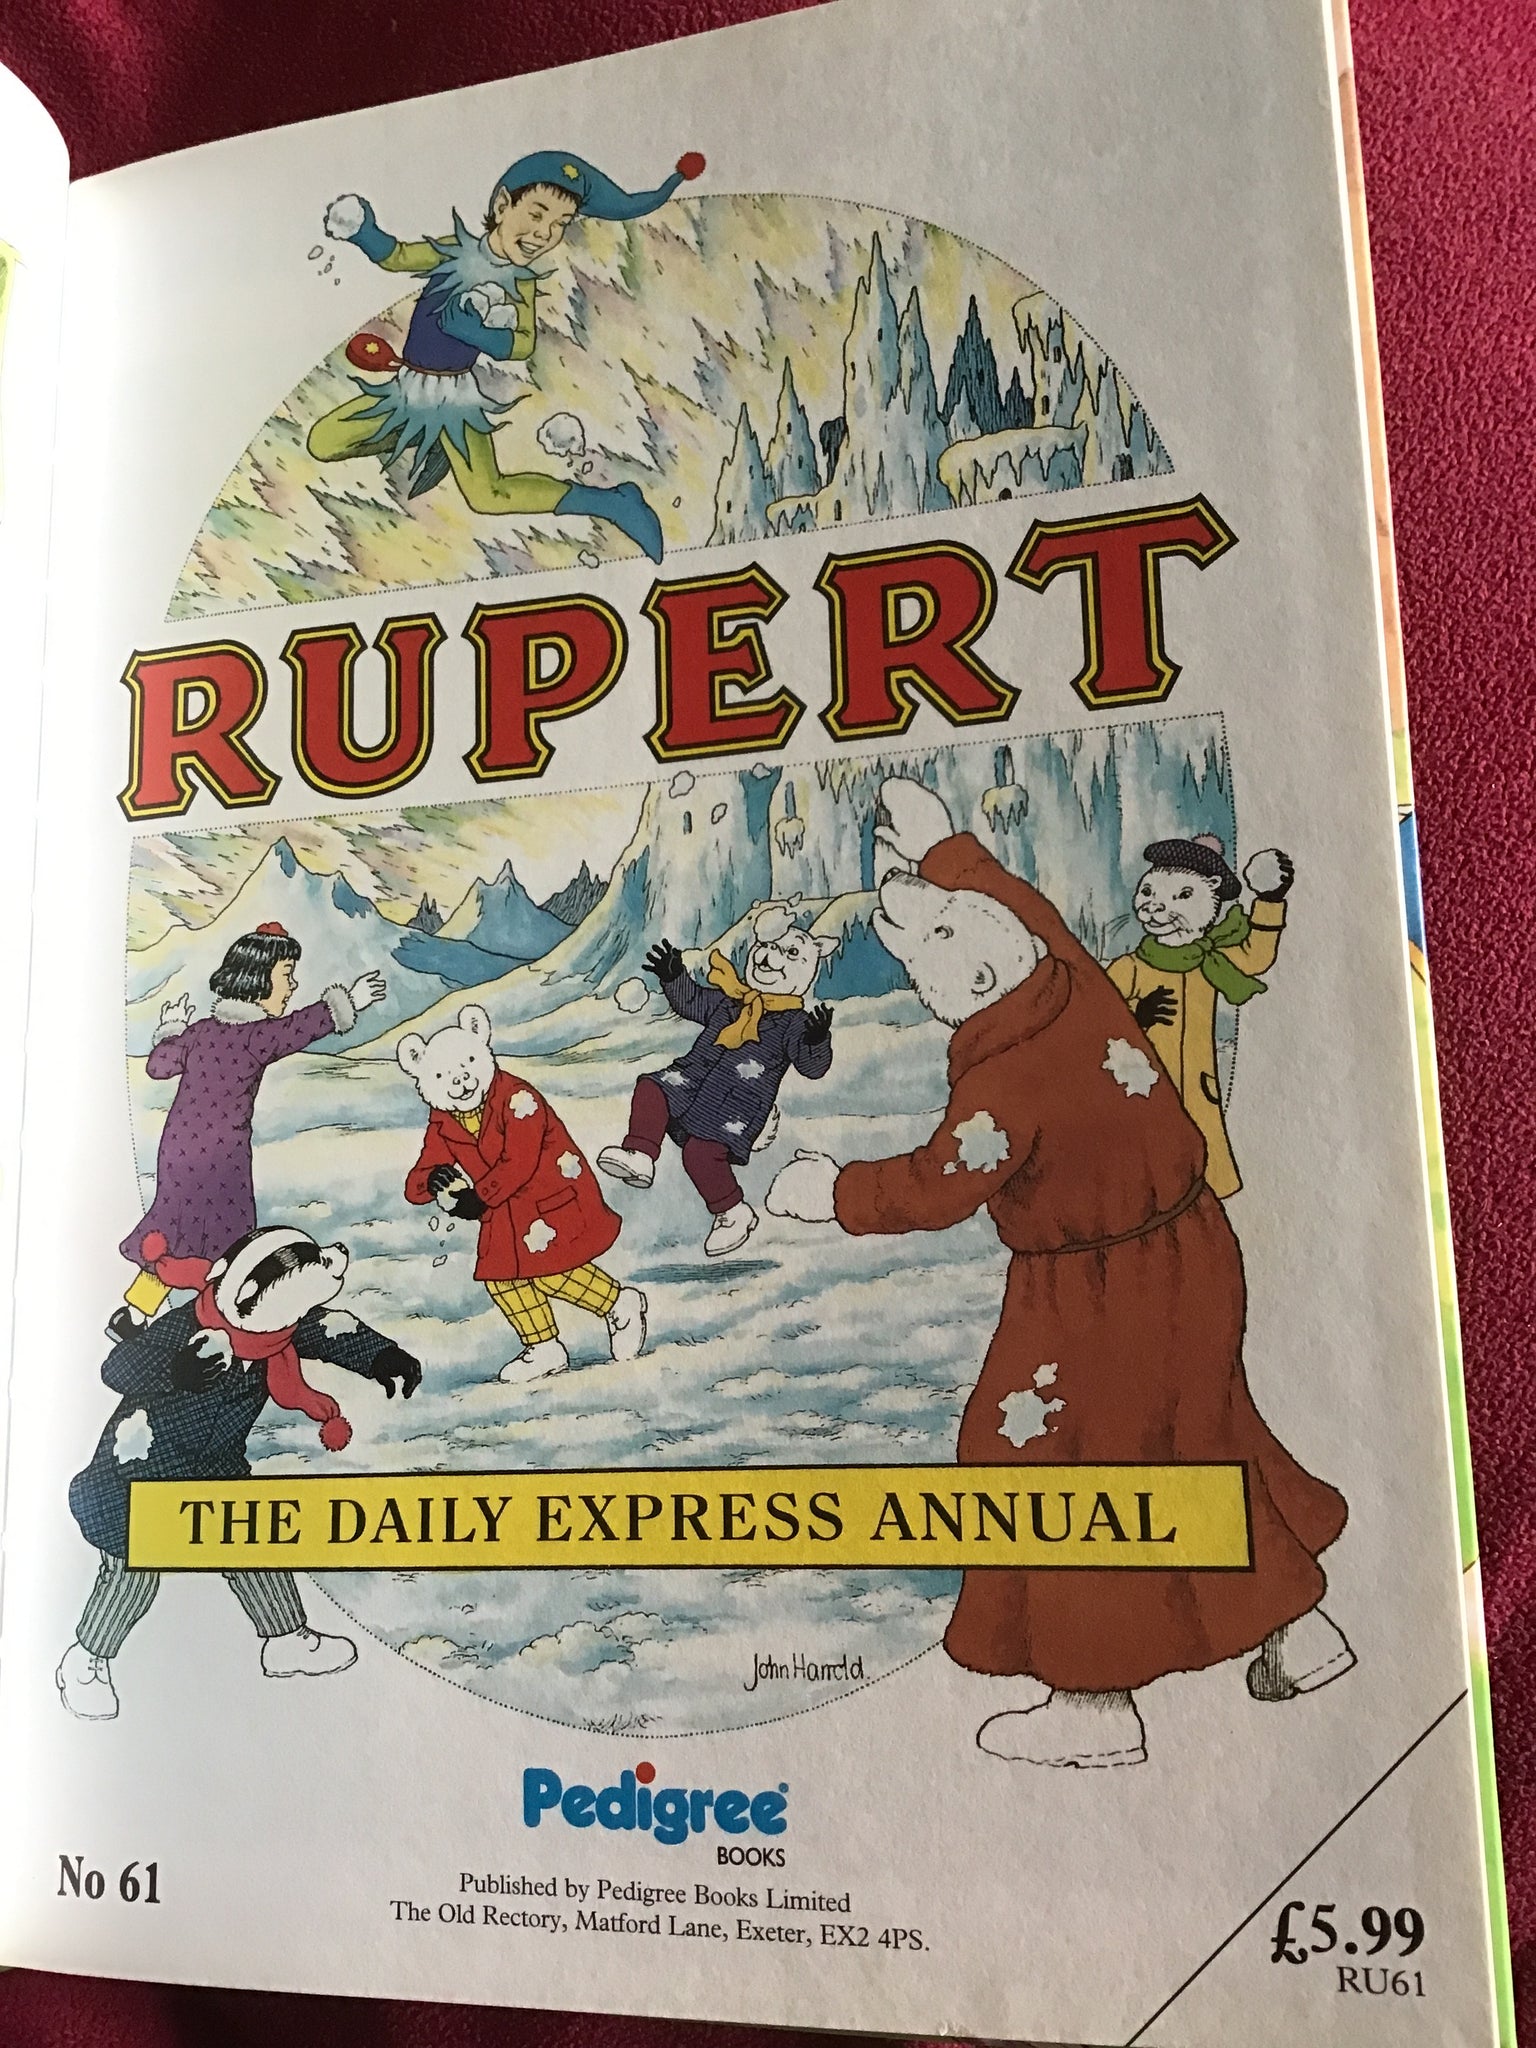 RUPERT
THE DAILY EXPRESS ANNUAL
John Harrold.
Pedigree
BOOKS
No 61
Published by Pedigree Books Limited
The Old Rectory, Matford Lane, Exeter, EX2 4PS.
£5.99
RU61